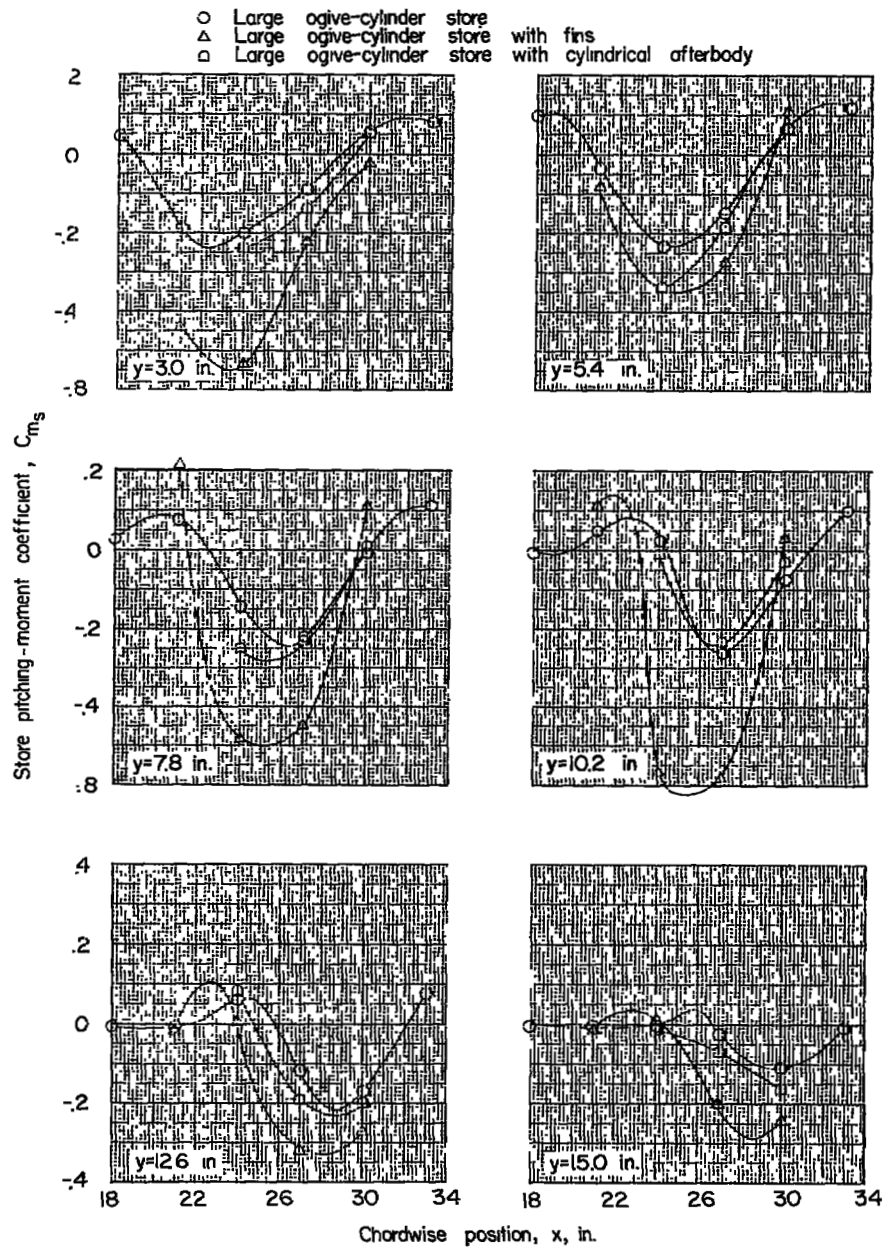 ○ Large ogive-cylinder store
△ Large ogive-cylinder store with fins
Large ogive-cylinder store with cylindrical afterbody
2
0
-.2
-.4
-.8
y=3.0 in.
y=5.4 in.
Store pitching-moment coefficient, Cms
.2
0
-.2
-.4
.8
y=7.8 in.
y=10.2 in
.4
.2
0
-.2
-.4
y=12.6 in
y=15.0 in.
18 22 26 30 34
18 22 26 30 34
Chordwise position, x, in.